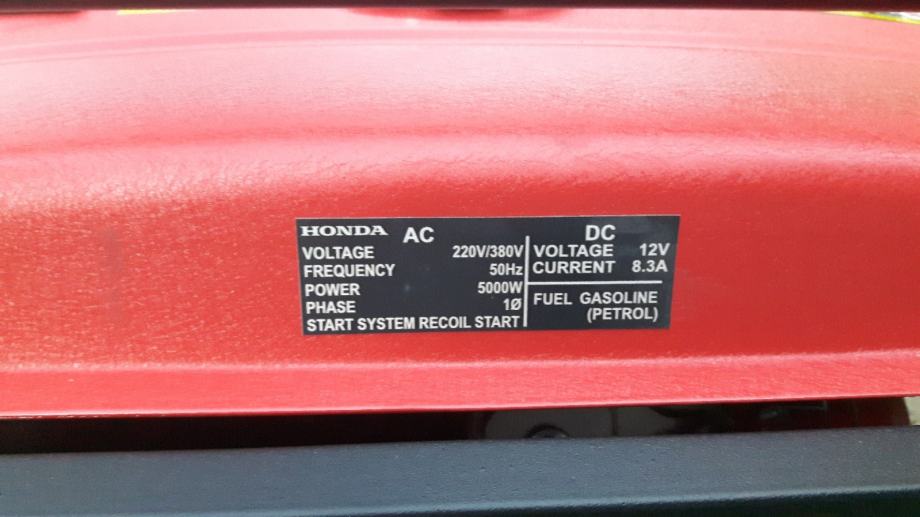 HONDA AC
VOLTAGE 220V/380V
FREQUENCY 50Hz
POWER 5000W
PHASE 1Ø
START SYSTEM RECOIL START
DC
VOLTAGE 12V
CURRENT 8.3A
FUEL GASOLINE
(PETROL)